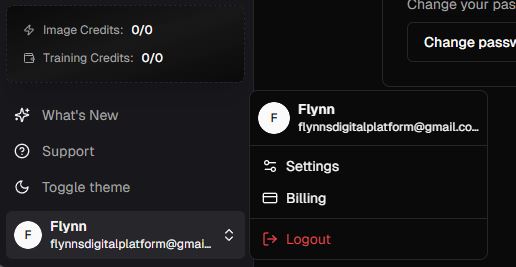 Image Credits: 0/0
Training Credits: 0/0
What's New
Support
Toggle theme
F
Flynn
flynnsdigitalplatform@gmai...
Change your pas
Change passw
F
Flynn
flynnsdigitalplatform@gmail.co...
Settings
Billing
Logout